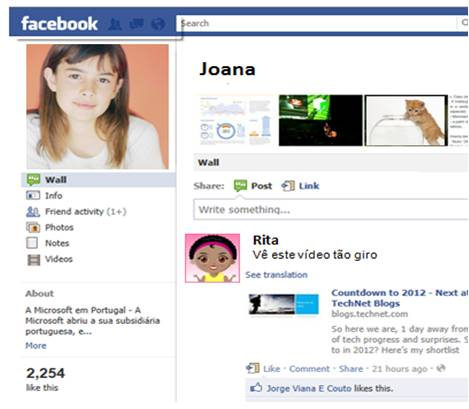 facebook
Search
Joana
Wall
Info
Friend activity (1+)
Photos
Notes
Videos
About
A Microsoft em Portugal - A
Microsoft abriu a sua subsidiária
portuguesa, e...
More
2,254
like this
Wall
Share: Post Link
Write something...
Rita
Vê este vídeo tão giro
See translation
Countdown to 2012 - Next at
TechNet Blogs
blogs.technet.com
So here we are, 1 day away from
of tech progress and surprises. S
to in 2012? Here's my shortlist
Like · Comment · Share · 21 hours ago ·
Jorge Viana E Couto likes this.